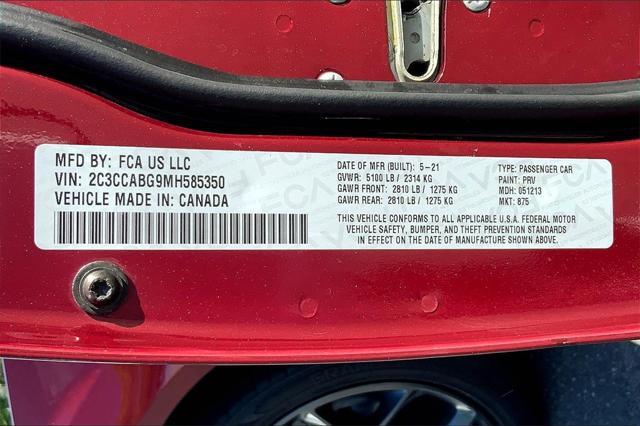 MFD BY: FCA US LLC
VIN: 2C3CCABG9MH585350
VEHICLE MADE IN: CANADA
DATE OF MFR (BUILT): 5-21
GVWR: 5100 LB / 2314 KG
GAWR FRONT: 2810 LB / 1275 KG
GAWR REAR: 2810 LB / 1275 KG
TYPE: PASSENGER CAR
PAINT: PRV
MDH: 051213
MKT: 875
THIS VEHICLE CONFORMS TO ALL APPLICABLE U.S.A. FEDERAL MOTOR
VEHICLE SAFETY, BUMPER, AND THEFT PREVENTION STANDARDS
IN EFFECT ON THE DATE OF MANUFACTURE SHOWN ABOVE.